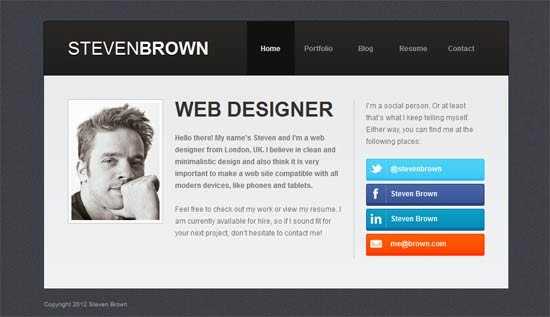 STEVENBROWN
Home Portfolio Blog Resume Contact
WEB DESIGNER
Hello there! My name's Steven and I'm a web
designer from London, UK. I believe in clean and
minimalistic design and also think it is very
important to make a web site compatible with all
modern devices, like phones and tablets.
Feel free to check out my work or view my resume. I
am currently available for hire, so if I sound fit for
your next project, don't hesitate to contact me!
I'm a social person. Or at least
that's what I keep telling myself.
Either way, you can find me at the
following places:
@stevenbrown
f Steven Brown
in Steven Brown
me@brown.com
Copyright 2012 Steven Brown